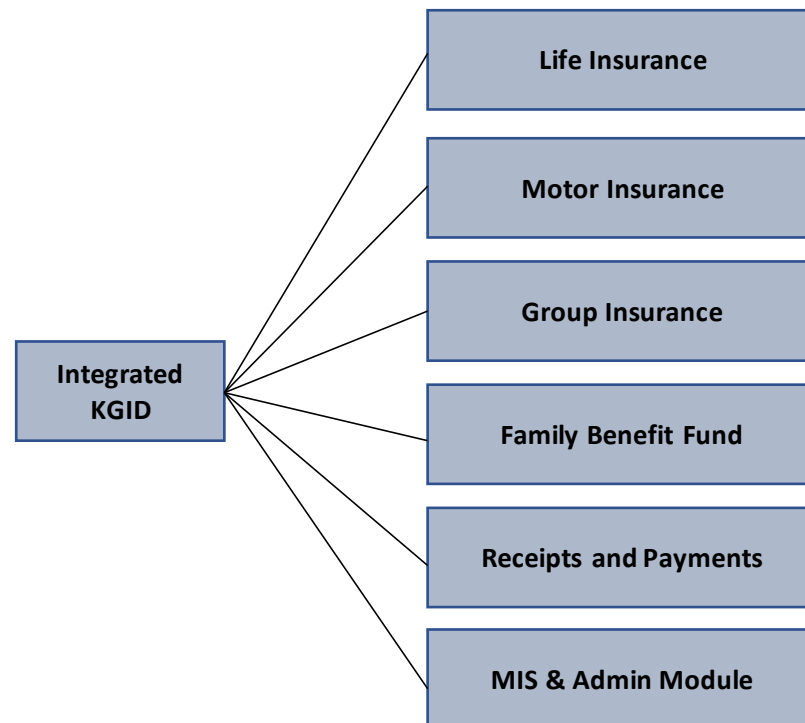 Life Insurance
Motor Insurance
Group Insurance
Integrated
KGID
Family Benefit Fund
Receipts and Payments
MIS & Admin Module